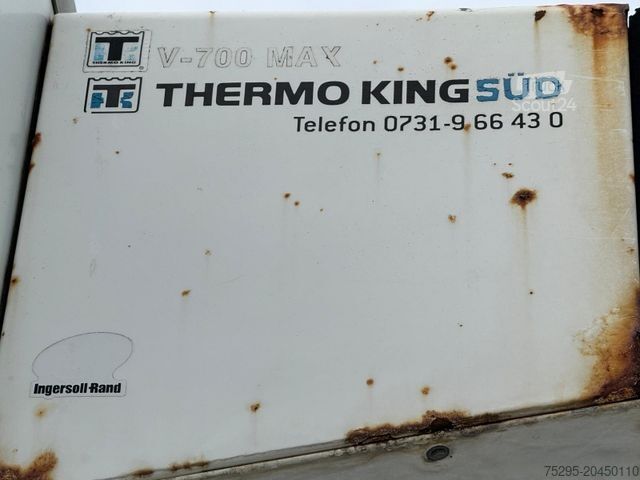 V-700 MAX
THERMO KING
THERMO KING SÜD
Telefon 0731-9 66 43 0
Scout24
Ingersoll-Rand
75295-20450110